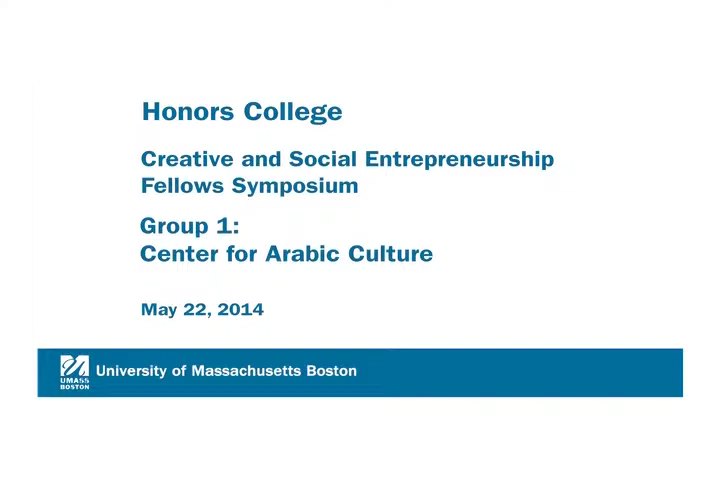 Honors College
Creative and Social Entrepreneurship
Fellows Symposium
Group 1:
Center for Arabic Culture
May 22, 2014
UMASS
BOSTON
University of Massachusetts Boston